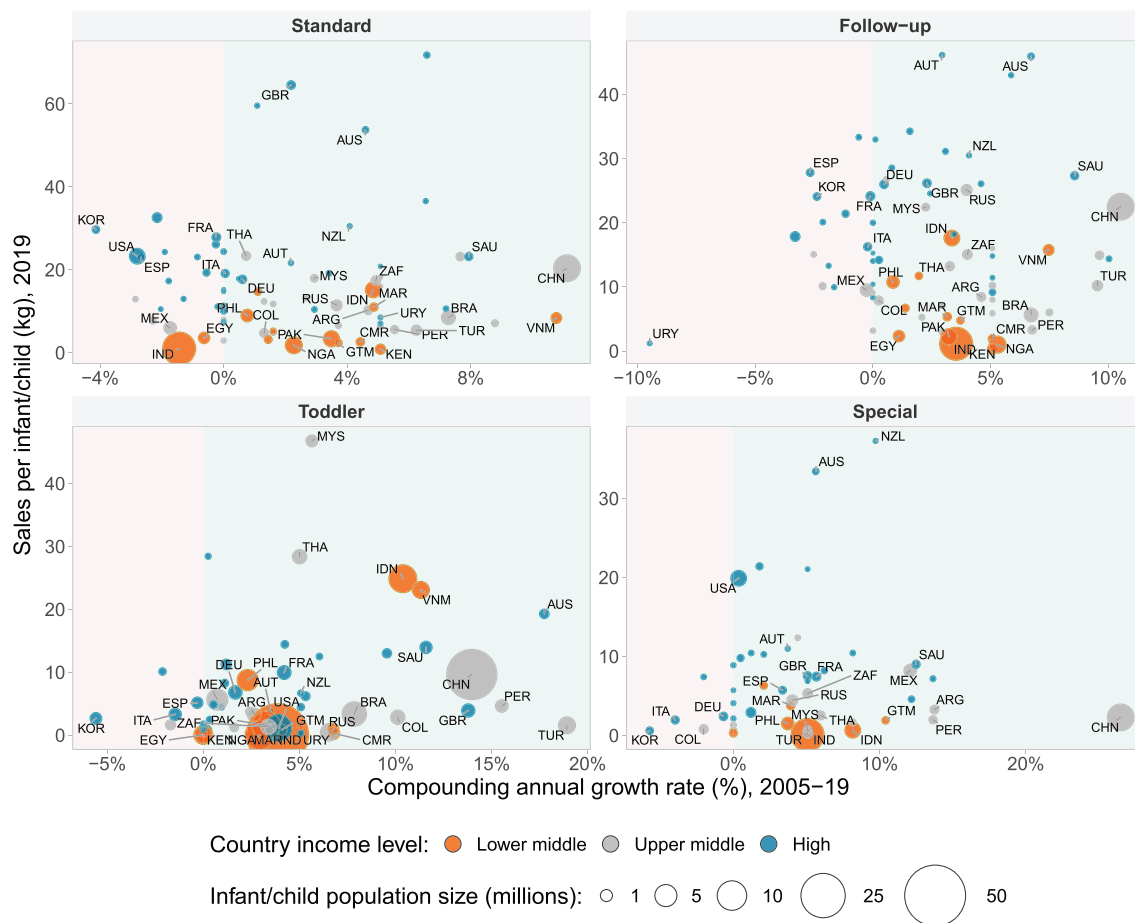 Standard
Follow−up
Sales per infant/child (kg), 2019
60
40
20
0
GBR
AUS
KOR
FRA
THA
NZL
USA
ESP
ITA
AUT
SAU
MYS
ZAF
CHN
DEU
RUS
IDN
MAR
MEX
PHL
COL
ARG
URY
BRA
EGY
PAK
CMR
PER
TUR
VNM
IND
NGA
GTM
KEN
−4%
0%
4%
8%
40
30
20
10
0
AUT
AUS
NZL
ESP
SAU
KOR
DEU
GBR
RUS
FRA
MYS
CHN
IDN
ITA
ZAF
VNM
PHL
THA
TUR
MEX
ARG
COL
MAR
GTM
BRA
PER
PAK
CMR
URY
EGY
IND
KEN
NGA
−10%
−5%
0%
5%
10%
Toddler
Special
40
30
20
10
0
MYS
THA
IDN
VNM
AUS
SAU
DEU
PHL
FRA
CHN
MEX
AUT
NZL
ESP
ARG
USA
BRA
PER
ITA
ZAF
PAK
GTM
RUS
COL
GBR
KOR
TUR
EGY
KEN
NGA
MAR
IND
URY
CMR
−5%
0%
5%
10%
15%
20%
30
20
10
0
NZL
AUS
USA
AUT
SAU
GBR
FRA
ZAF
MEX
ESP
RUS
MAR
ARG
DEU
ITA
PHL
MYS
THA
GTM
PER
CHN
KOR
COL
TUR
IND
IDN
0%
10%
20%
Compounding annual growth rate (%), 2005−19
Country income level: Lower middle Upper middle High
Infant/child population size (millions): 1 5 10 25 50